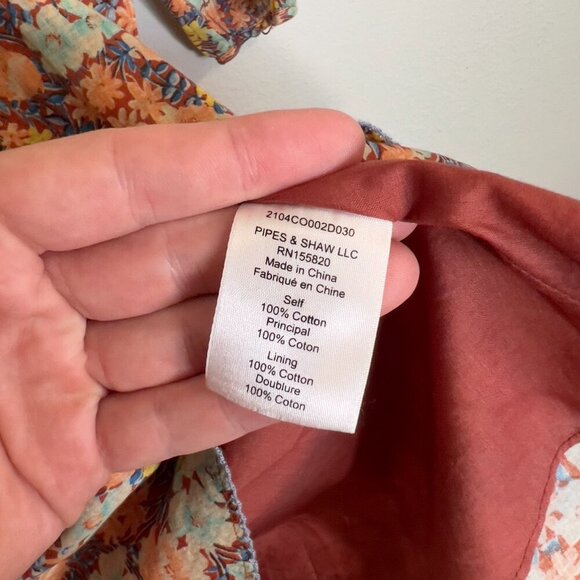 2104CO002D030
PIPES & SHAW LLC
RN155820
Made in China
Fabriqué en Chine
Self
100% Cotton
Principal
100% Coton
Lining
100% Cotton
Doublure
100% Coton